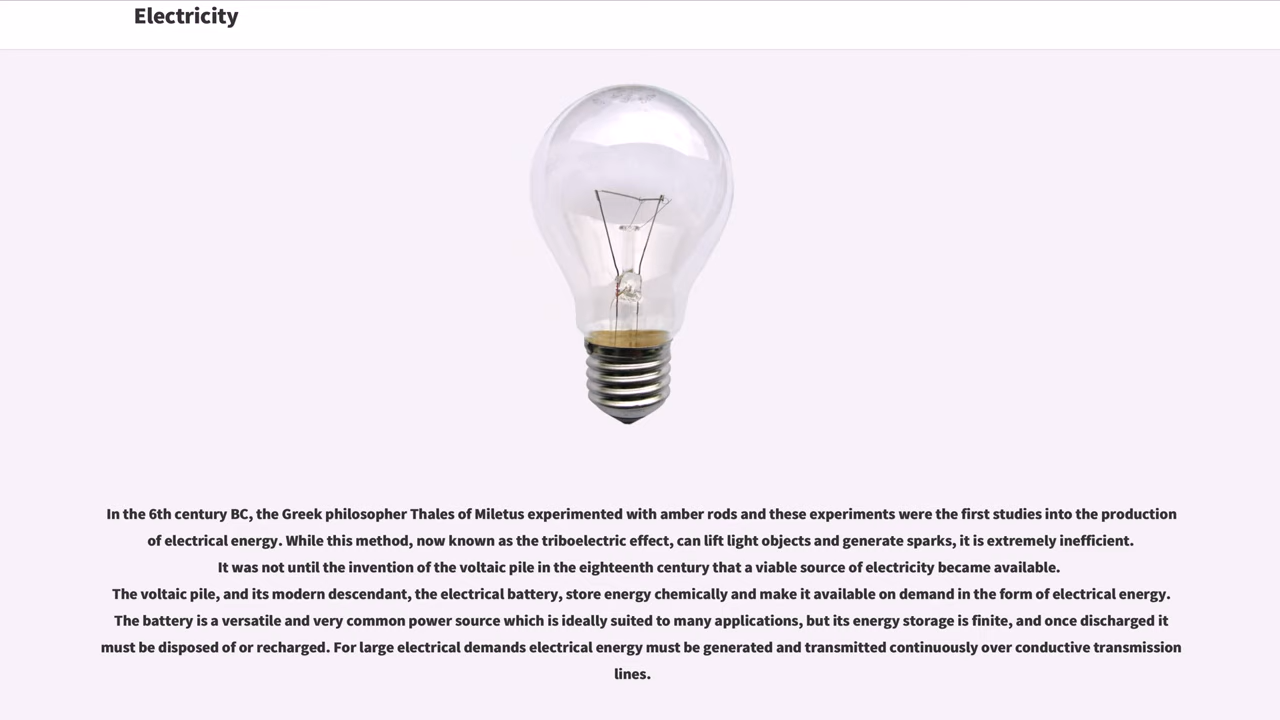 Electricity
In the 6th century BC, the Greek philosopher Thales of Miletus experimented with amber rods and these experiments were the first studies into the production
of electrical energy. While this method, now known as the triboelectric effect, can lift light objects and generate sparks, it is extremely inefficient.
It was not until the invention of the voltaic pile in the eighteenth century that a viable source of electricity became available.
The voltaic pile, and its modern descendant, the electrical battery, store energy chemically and make it available on demand in the form of electrical energy.
The battery is a versatile and very common power source which is ideally suited to many applications, but its energy storage is finite, and once discharged it
must be disposed of or recharged. For large electrical demands electrical energy must be generated and transmitted continuously over conductive transmission
lines.